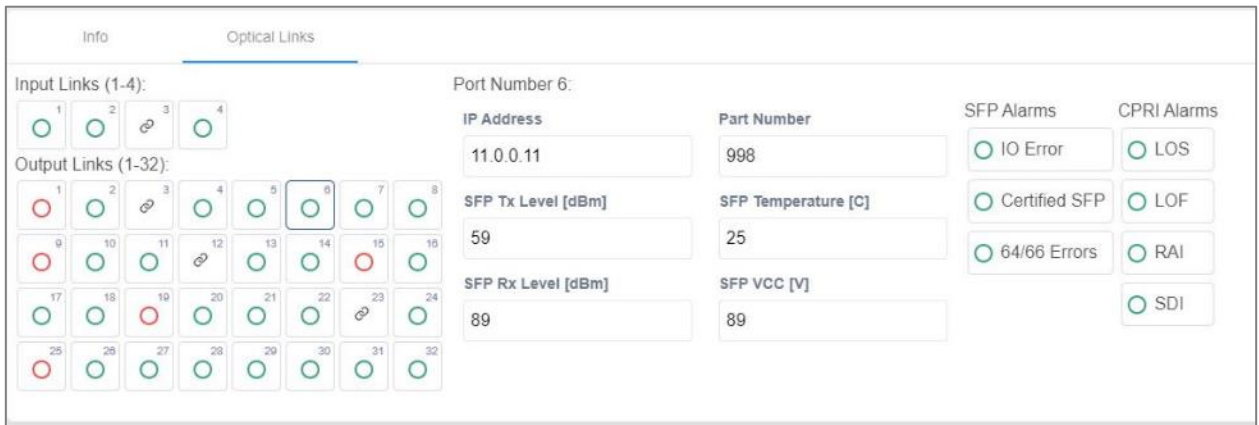 Info Optical Links
Input Links (1-4):
1 2 3 4
Output Links (1-32):
1 2 3 4 5 6 7 8
9 10 11 12 13 14 15 16
17 18 19 20 21 22 23 24
25 26 27 28 29 30 31 32
Port Number 6:
IP Address Part Number
11.0.0.11 998
SFP Tx Level [dBm] SFP Temperature [C]
59 25
SFP Rx Level [dBm] SFP VCC [V]
89 89
SFP Alarms
IO Error
Certified SFP
64/66 Errors
CPRI Alarms
LOS
LOF
RAI
SDI